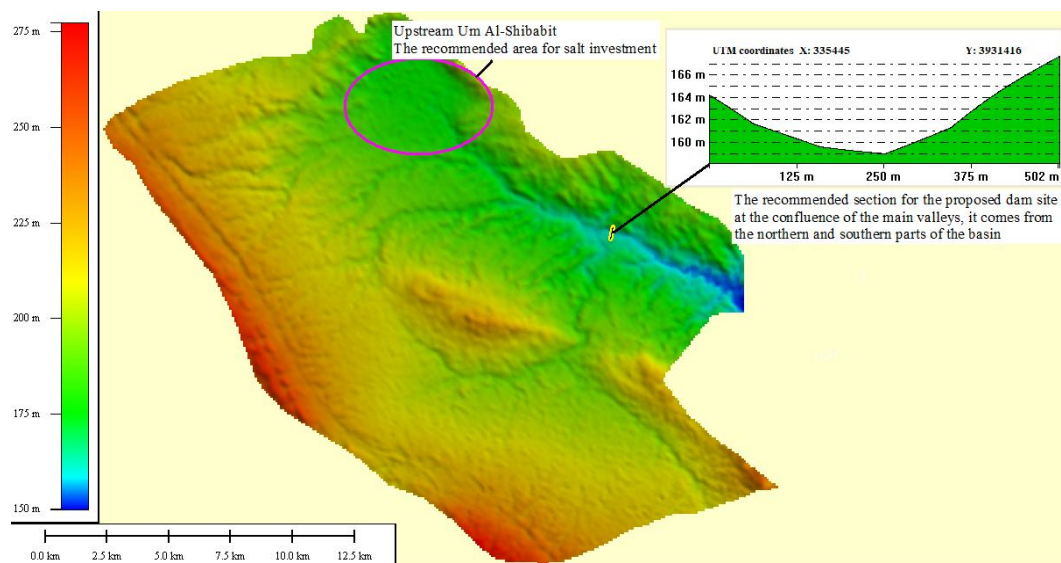 275 m
250 m
225 m
200 m
175 m
150 m
Upstream Um Al-Shibabit
The recommended area for salt investment
UTM coordinates X: 335445 Y: 3931416
166 m
164 m
162 m
160 m
125 m 250 m 375 m 502 m
The recommended section for the proposed dam site
at the confluence of the main valleys, it comes from
the northern and southern parts of the basin
0.0 km 2.5 km 5.0 km 7.5 km 10.0 km 12.5 km